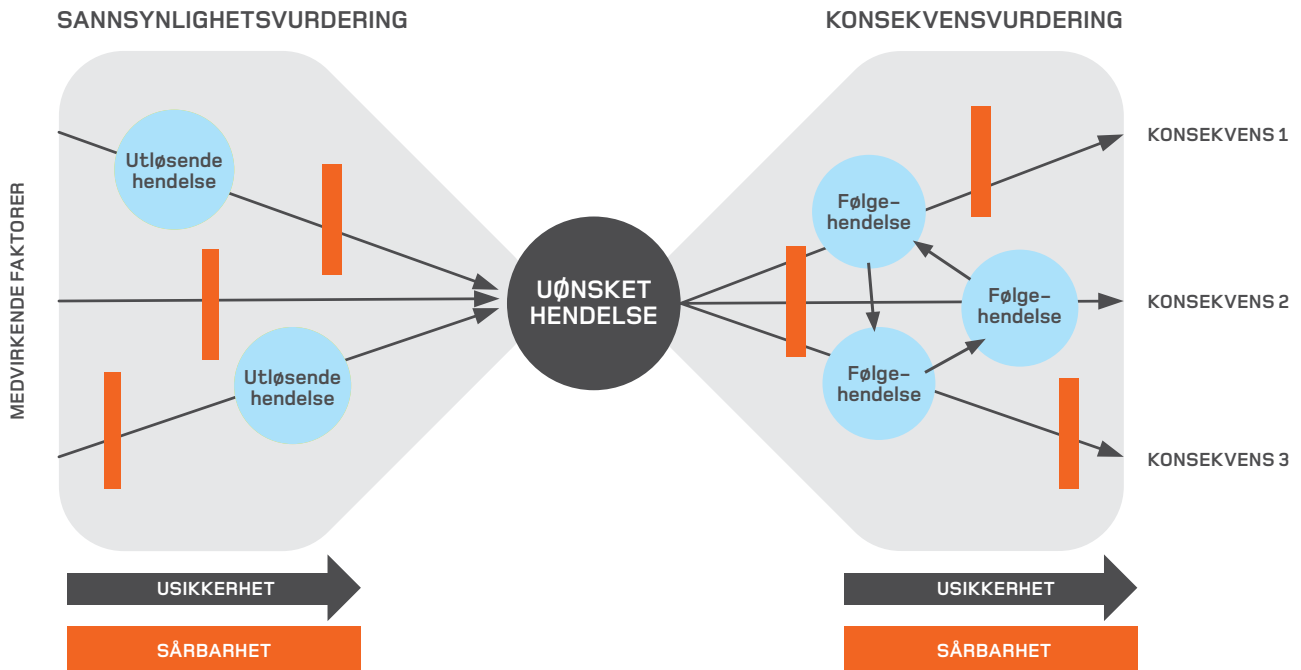 SANNSYNLIGHETSVURDERING
KONSEKVENSVURDERING
MEDVIRKENDE FAKTORER
Utløsende
hendelse
Utløsende
hendelse
UØNSKET
HENDELSE
Følge-
hendelse
Følge-
hendelse
Følge-
hendelse
KONSEKVENS 1
KONSEKVENS 2
KONSEKVENS 3
USIKKERHET
SÅRBARHET
USIKKERHET
SÅRBARHET